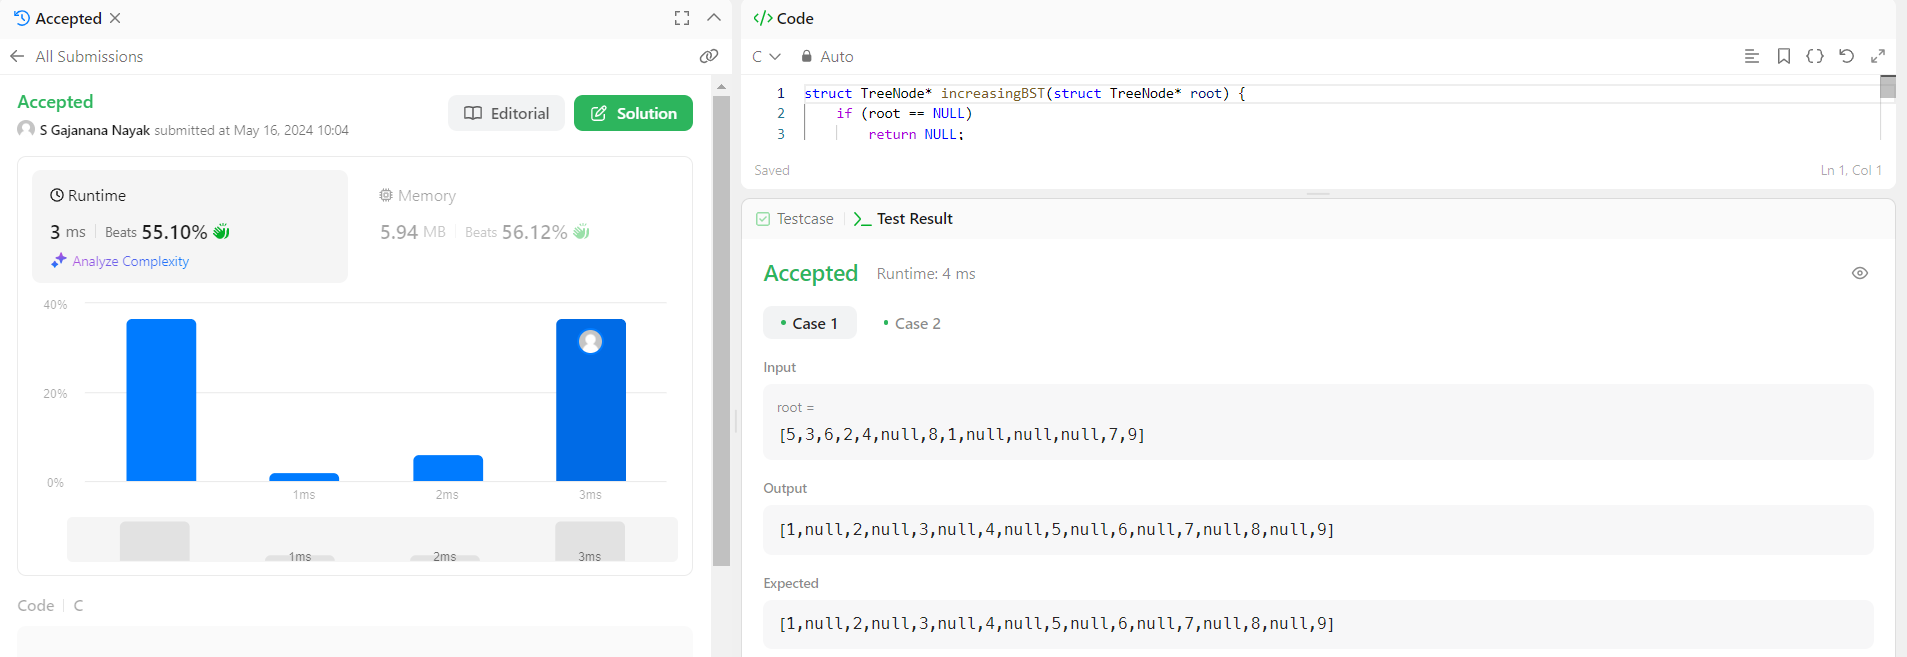 Accepted
All Submissions
Accepted
S Gajanana Nayak submitted at May 16, 2024 10:04
Editorial
Solution
Runtime
3 ms Beats 55.10%
Analyze Complexity
Memory
5.94 MB Beats 56.12%
40%
20%
0%
1ms 2ms 3ms
1ms 2ms 3ms
Code C
</> Code
C Auto
1 struct TreeNode* increasingBST(struct TreeNode* root) {
2 if (root == NULL)
3 return NULL;
Saved Ln 1, Col 1
Testcase Test Result
Accepted Runtime: 4 ms
Case 1 Case 2
Input
root =
[5,3,6,2,4,null,8,1,null,null,null,7,9]
Output
[1,null,2,null,3,null,4,null,5,null,6,null,7,null,8,null,9]
Expected
[1,null,2,null,3,null,4,null,5,null,6,null,7,null,8,null,9]